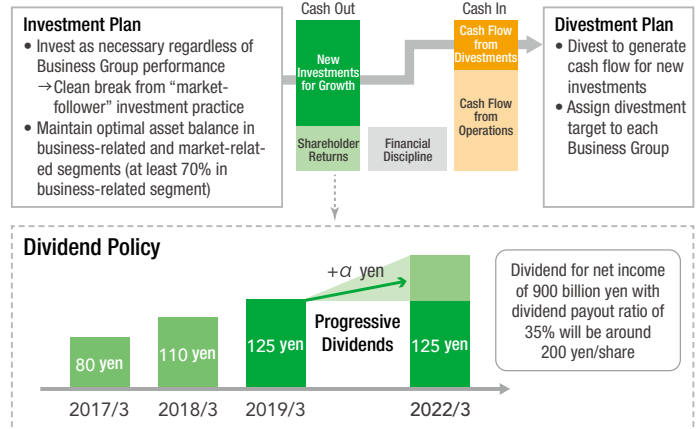 Investment Plan
• Invest as necessary regardless of
Business Group performance
→Clean break from “market-
follower” investment practice
• Maintain optimal asset balance in
business-related and market-relat-
ed segments (at least 70% in
business-related segment)
Cash Out
New
Investments
for Growth
Shareholder
Returns
Financial
Discipline
Cash In
Cash Flow
from
Divestments
Cash Flow
from
Operations
Divestment Plan
• Divest to generate
cash flow for new
investments
• Assign divestment
target to each
Business Group
Dividend Policy
80 yen
110 yen
125 yen
+α yen
Progressive
Dividends
125 yen
2017/3
2018/3
2019/3
2022/3
Dividend for net income
of 900 billion yen with
dividend payout ratio of
35% will be around
200 yen/share